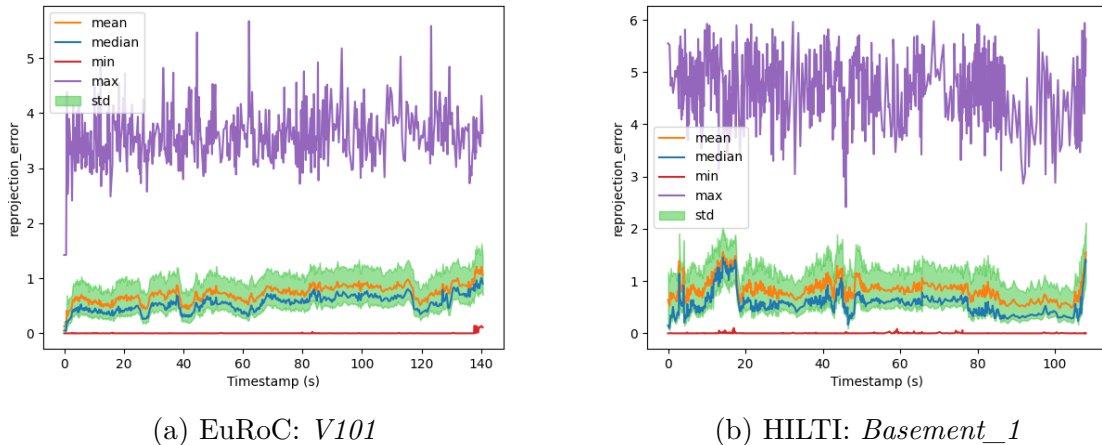 mean
median
min
max
std
reprojection_error
5
4
3
2
1
0
0 20 40 60 80 100 120 140
Timestamp (s)
(a) EuRoC: V101
mean
median
min
max
std
reprojection_error
6
5
4
3
2
1
0
0 20 40 60 80 100
Timestamp (s)
(b) HILTI: Basement_1